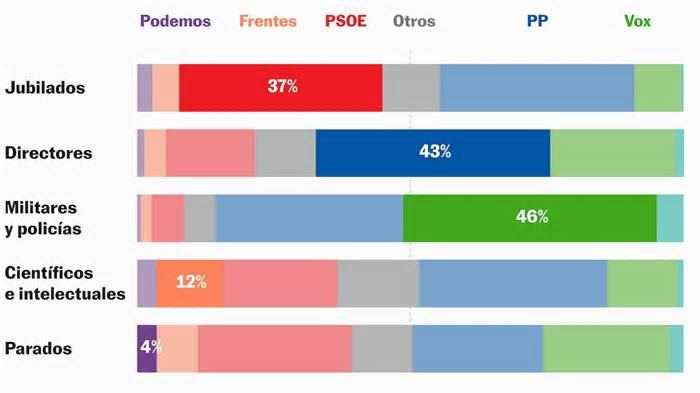 Podemos Frentes PSOE Otros PP Vox
Jubilados 37%
Directores 43%
Militares
y policías 46%
Científicos
e intelectuales 12%
Parados 4%